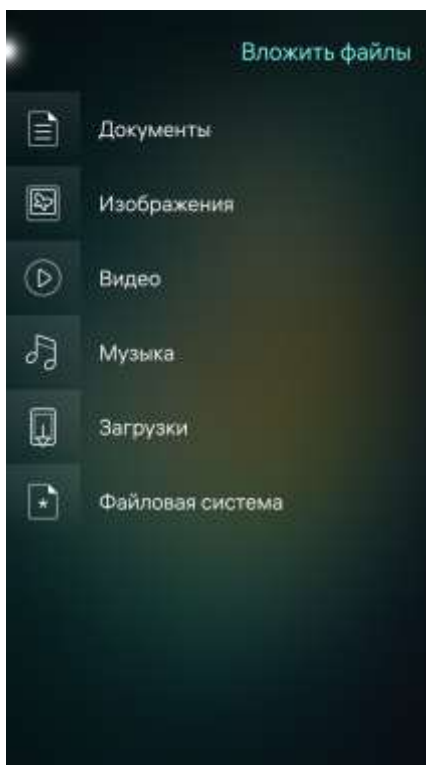 Вложить файлы
Документы
Изображения
Видео
Музыка
Загрузки
Файловая система